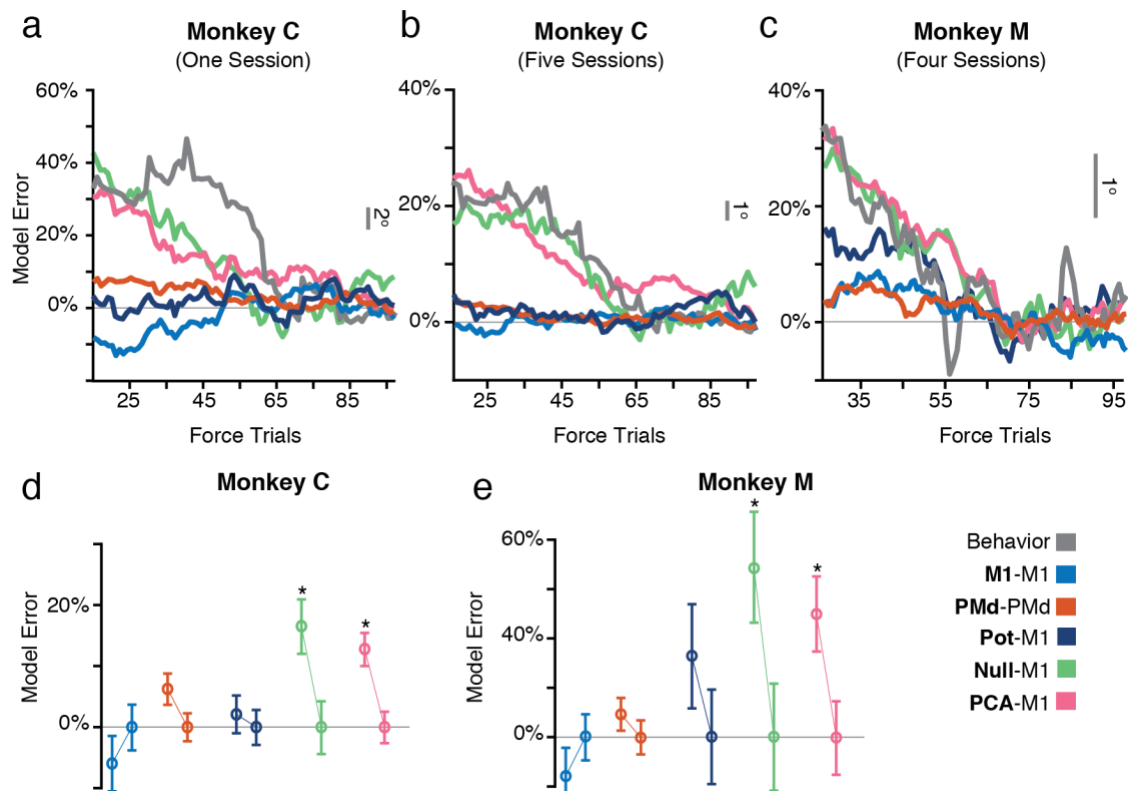 a
Monkey C
(One Session)
60%
40%
20%
0%
Model Error
2°
25 45 65 85
Force Trials
b
Monkey C
(Five Sessions)
40%
20%
0%
1°
25 45 65 85
Force Trials
c
Monkey M
(Four Sessions)
40%
20%
0%
1°
35 55 75 95
Force Trials
d
Monkey C
20%
0%
Model Error
*
*
e
Monkey M
60%
40%
0%
Model Error
*
*
Behavior
M1-M1
PMd-PMd
Pot-M1
Null-M1
PCA-M1